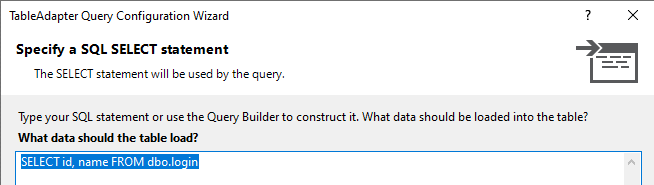 TableAdapter Query Configuration Wizard
Specify a SQL SELECT statement
The SELECT statement will be used by the query.
Type your SQL statement or use the Query Builder to construct it. What data should be loaded into the table?
What data should the table load?
SELECT id, name FROM dbo.login